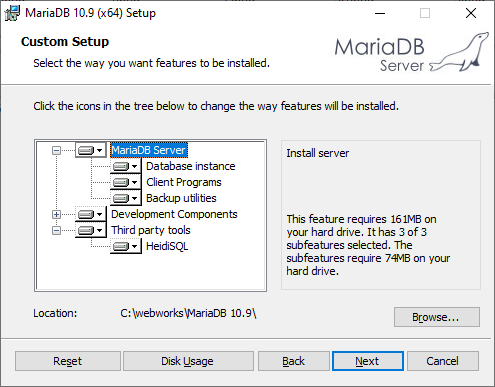 MariaDB 10.9 (x64) Setup
Custom Setup
Select the way you want features to be installed.
MariaDB
Server
Click the icons in the tree below to change the way features will be installed.
MariaDB Server
Database instance
Client Programs
Backup utilities
Development Components
Third party tools
HeidiSQL
Install server
This feature requires 161MB on
your hard drive. It has 3 of 3
subfeatures selected. The
subfeatures require 74MB on your
hard drive.
Location: C:\webworks\MariaDB 10.9\
Browse...
Reset Disk Usage Back Next Cancel